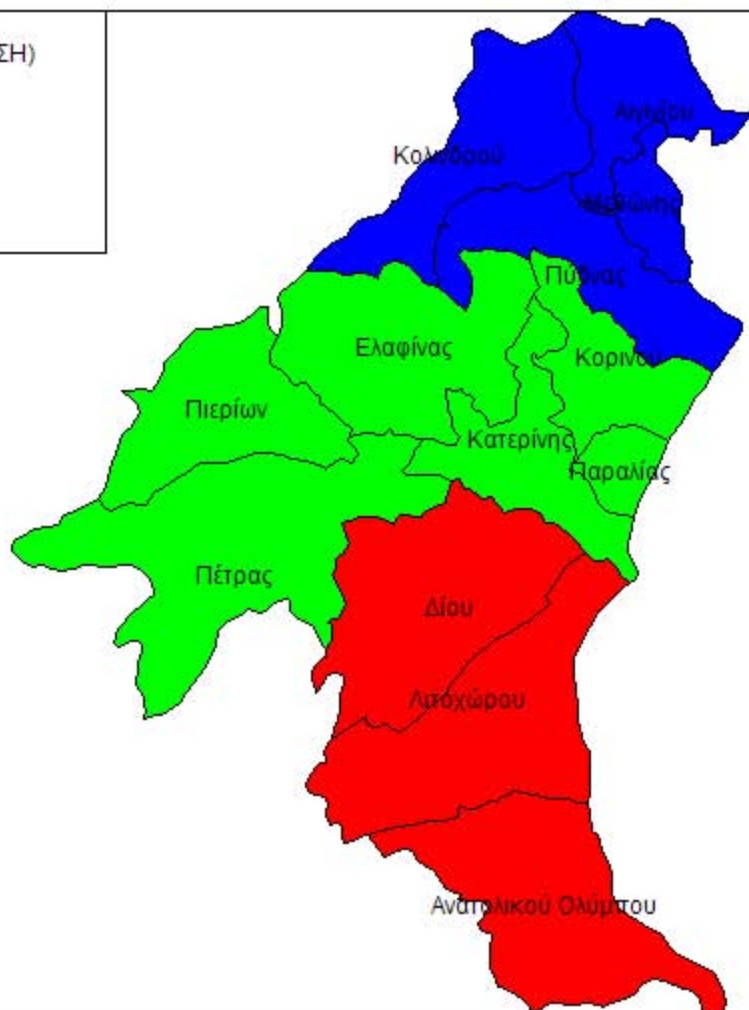 ΣΗ)
Αιγινίου
Κολινδρού
Μεθώνης
Πύδνας
Ελαφίνας
Κορινού
Πιερίων
Κατερίνης
Παραλίας
Πέτρας
Δίου
Λιτοχώρου
Ανατολικού Ολύμπου